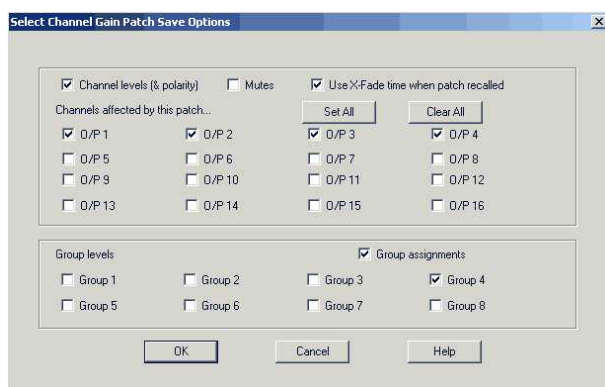 Select Channel Gain Patch Save Options
Channel levels (& polarity) Mutes Use X-Fade time when patch recalled
Channels affected by this patch... Set All Clear All
O/P 1 O/P 2 O/P 3 O/P 4
O/P 5 O/P 6 O/P 7 O/P 8
O/P 9 O/P 10 O/P 11 O/P 12
O/P 13 O/P 14 O/P 15 O/P 16
Group levels Group assignments
Group 1 Group 2 Group 3 Group 4
Group 5 Group 6 Group 7 Group 8
OK Cancel Help